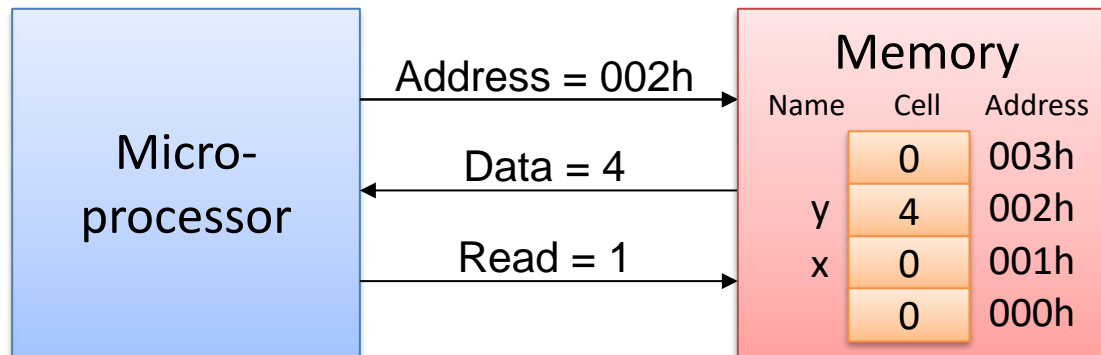 Micro-
processor
Address = 002h
Data = 4
Read = 1
Memory
Name Cell Address
0 003h
y 4 002h
x 0 001h
0 000h